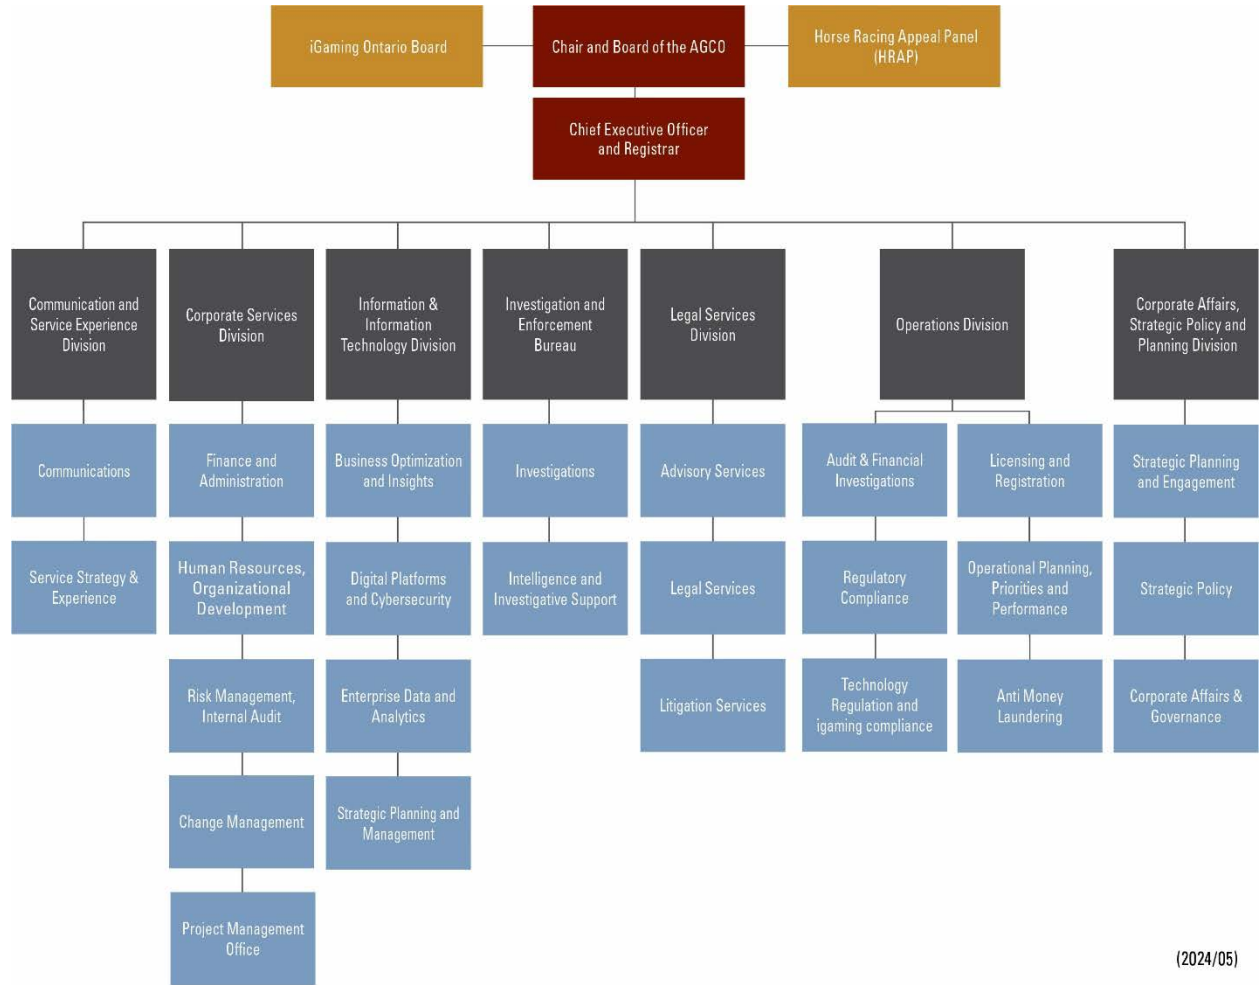 iGaming Ontario Board
Chair and Board of the AGCO
Horse Racing Appeal Panel
(HRAP)
Chief Executive Officer
and Registrar
Communication and
Service Experience
Division
Corporate Services
Division
Information &
Information
Technology Division
Investigation and
Enforcement
Bureau
Legal Services
Division
Operations Division
Corporate Affairs,
Strategic Policy and
Planning Division
Communications
Finance and
Administration
Business Optimization
and Insights
Investigations
Advisory Services
Audit & Financial
Investigations
Licensing and
Registration
Strategic Planning
and Engagement
Service Strategy &
Experience
Human Resources,
Organizational
Development
Digital Platforms
and Cybersecurity
Intelligence and
Investigative Support
Legal Services
Regulatory
Compliance
Operational Planning,
Priorities and
Performance
Strategic Policy
Risk Management,
Internal Audit
Enterprise Data and
Analytics
Litigation Services
Technology
Regulation and
igaming compliance
Anti Money
Laundering
Corporate Affairs &
Governance
Change Management
Strategic Planning and
Management
Project Management
Office
(2024/05)